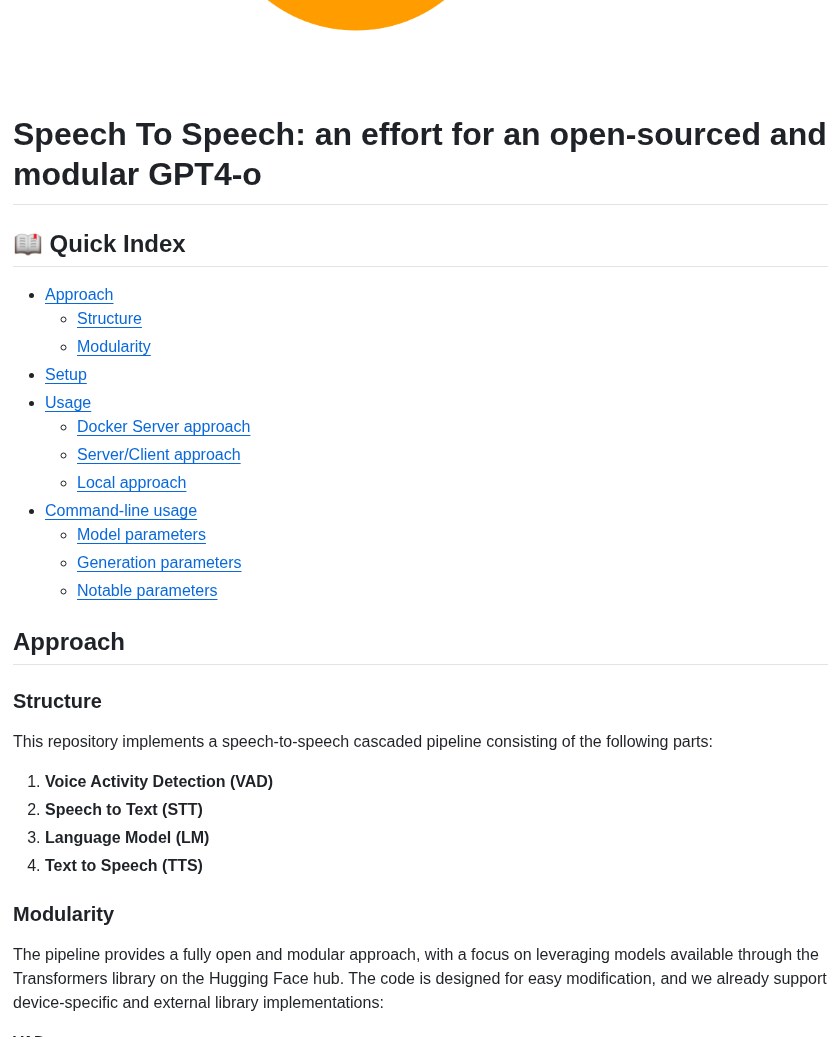 Speech To Speech: an effort for an open-sourced and
modular GPT4-o
📖 Quick Index
Approach
Structure
Modularity
Setup
Usage
Docker Server approach
Server/Client approach
Local approach
Command-line usage
Model parameters
Generation parameters
Notable parameters
Approach
Structure
This repository implements a speech-to-speech cascaded pipeline consisting of the following parts:
1. Voice Activity Detection (VAD)
2. Speech to Text (STT)
3. Language Model (LM)
4. Text to Speech (TTS)
Modularity
The pipeline provides a fully open and modular approach, with a focus on leveraging models available through the
Transformers library on the Hugging Face hub. The code is designed for easy modification, and we already support
device-specific and external library implementations: